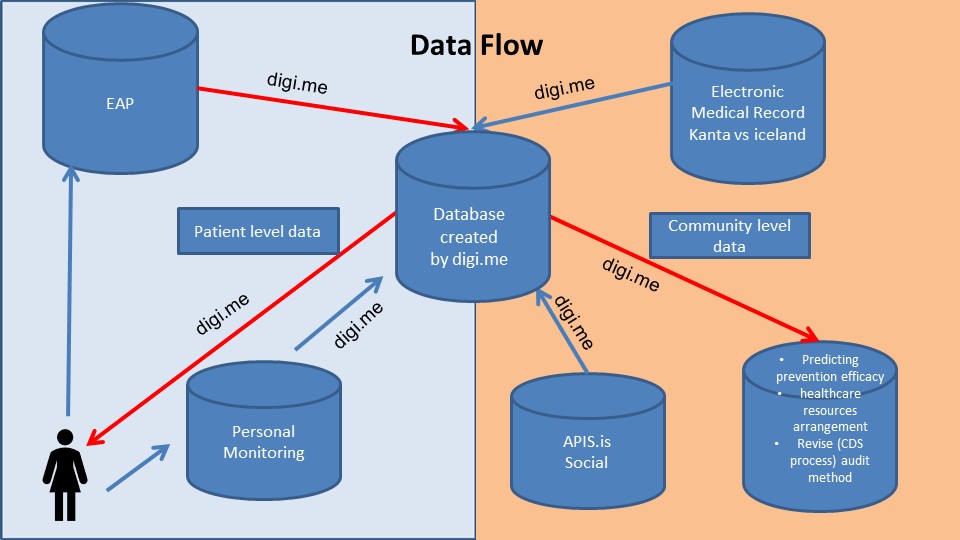 Data Flow
EAP
digi.me
digi.me
Electronic
Medical Record
Kanta vs iceland
Patient level data
Database
created
by digi.me
Community level
data
digi.me
digi.me
digi.me
digi.me
Personal
Monitoring
APIS.is
Social
• Predicting
prevention efficacy
• healthcare
resources
arrangement
• Revise (CDS
process) audit
method